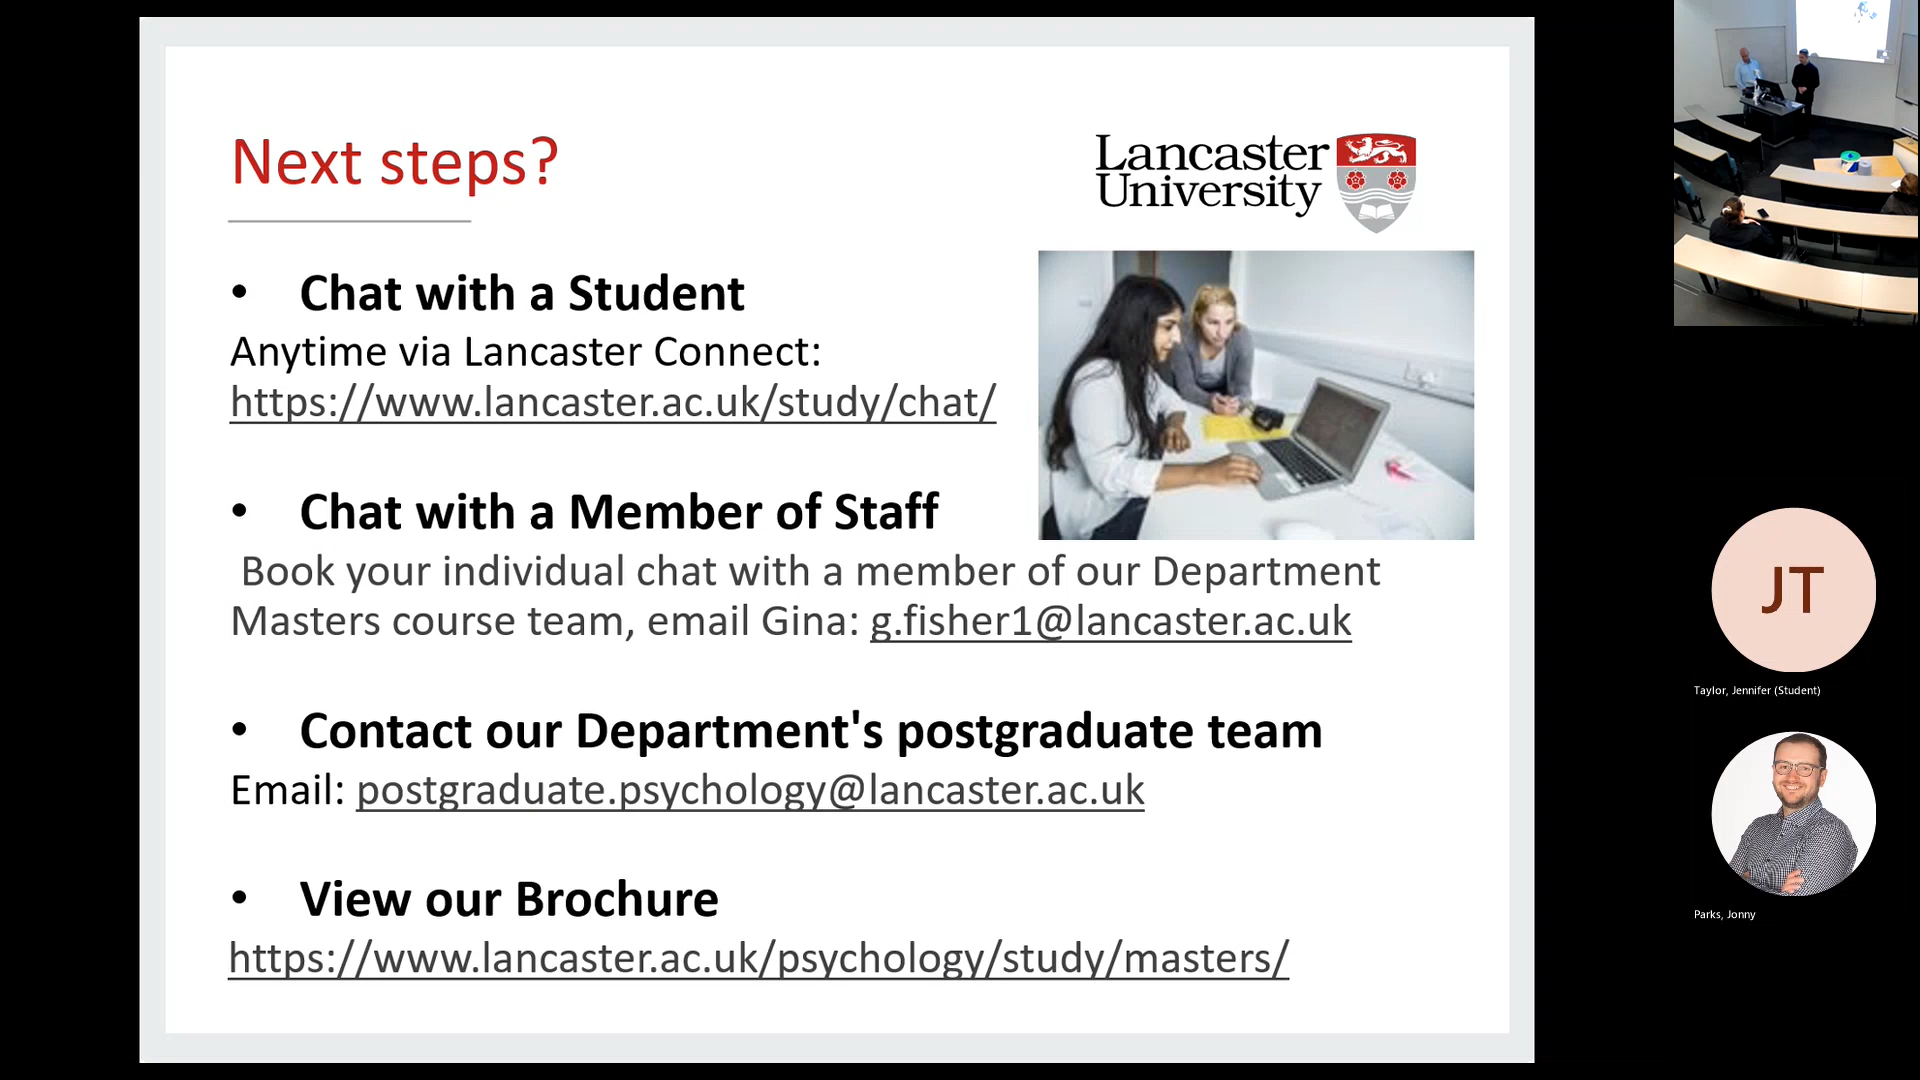 Next steps?
Lancaster
University
• Chat with a Student
Anytime via Lancaster Connect:
https://www.lancaster.ac.uk/study/chat/
• Chat with a Member of Staff
Book your individual chat with a member of our Department
Masters course team, email Gina: g.fisher1@lancaster.ac.uk
• Contact our Department's postgraduate team
Email: postgraduate.psychology@lancaster.ac.uk
• View our Brochure
https://www.lancaster.ac.uk/psychology/study/masters/
JT
Taylor, Jennifer (Student)
Parks, Jonny